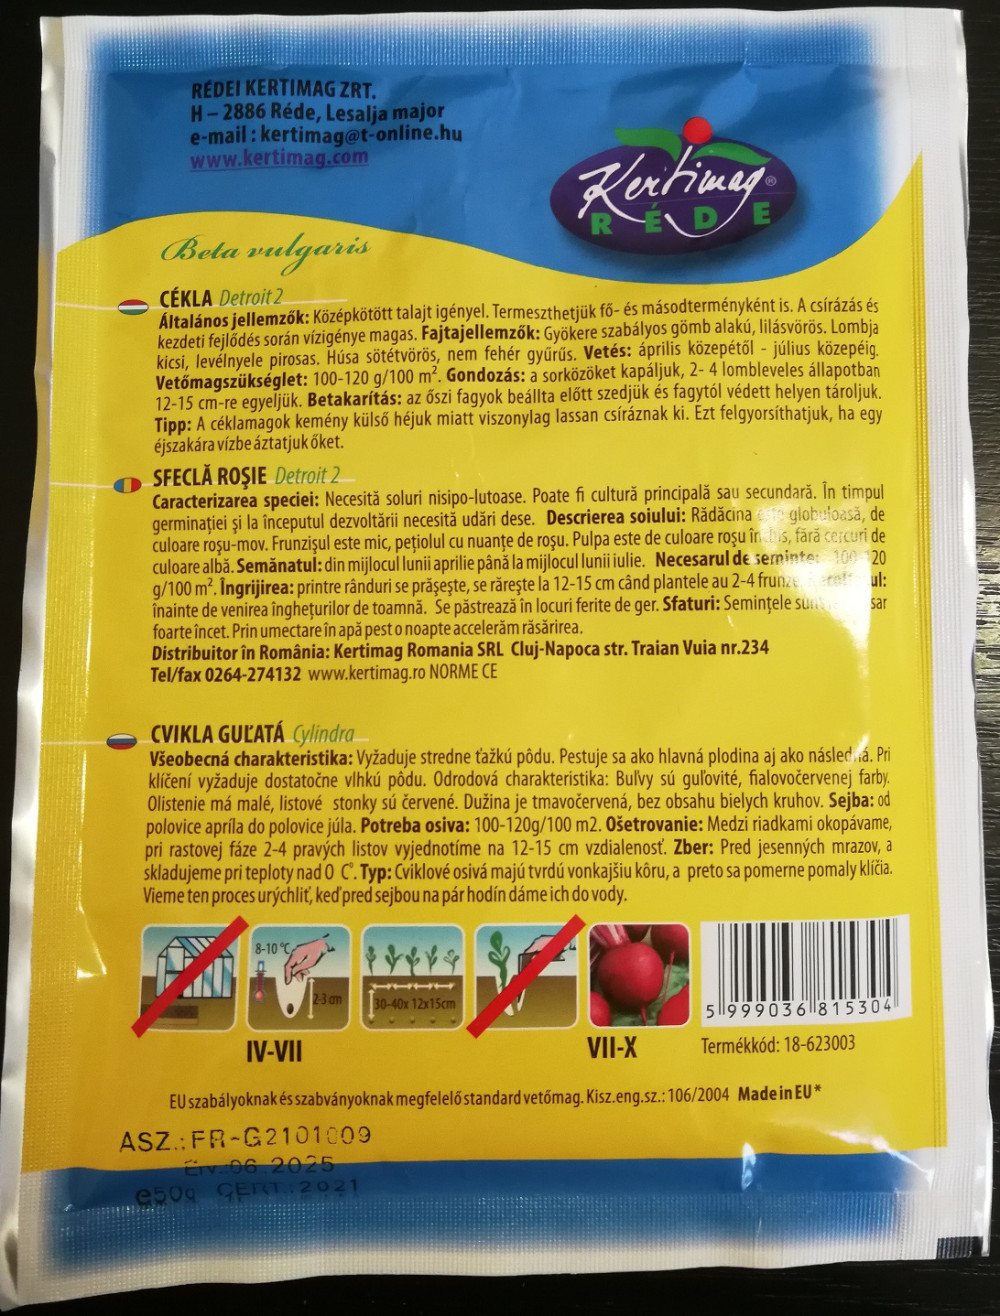 RÉDEI KERTIMAG ZRT.
H – 2886 Réde, Lesalja major
e-mail : kertimag@t-online.hu
www.kertimag.com
Kertimag®
RÉDE
Beta vulgaris
CÉKLA Detroit 2
Általános jellemzők: Középkötött talajt igényel. Termeszthetjük fő- és másodterményként is. A csírázás és
kezdeti fejlődés során vízigénye magas. Fajtajellemzők: Gyökere szabályos gömb alakú, lilásvörös. Lombja
kicsi, levélnyele pirosas. Húsa sötétvörös, nem fehér gyűrűs. Vetés: április közepétől - július közepéig.
Vetőmagszükséglet: 100-120 g/100 m². Gondozás: a sorközöket kapáljuk, 2- 4 lombleveles állapotban
12-15 cm-re egyeljük. Betakarítás: az őszi fagyok beállta előtt szedjük és fagytól védett helyen tároljuk.
Tipp: A céklamagok kemény külső héjuk miatt viszonylag lassan csíráznak ki. Ezt felgyorsíthatjuk, ha egy
éjszakára vízbe áztatjuk őket.
SFECLĂ ROŞIE Detroit 2
Caracterizarea speciei: Necesită soluri nisipo-lutoase. Poate fi cultură principală sau secundară. În timpul
germinaţiei şi la începutul dezvoltării necesită udări dese. Descrierea soiului: Rădăcina globuloasă, de
culoare roşu-mov. Frunzişul este mic, peţiolul cu nuanţe de roşu. Pulpa este de culoare roşu închis, fără cercuri de
culoare albă. Semănatul: din mijlocul lunii aprilie până la mijlocul lunii iulie. Necesarul de seminte: 100-120
g/100 m². Îngrijirea: printre rânduri se prăşeşte, se răreşte la 12-15 cm când plantele au 2-4 frunze.
înainte de venirea îngheţurilor de toamnă. Se păstrează în locuri ferite de ger. Sfaturi: Seminţele sunt
foarte încet. Prin umectare în apă pest o noapte accelerăm răsărirea.
Distribuitor în România: Kertimag Romania SRL Cluj-Napoca str. Traian Vuia nr.234
Tel/fax 0264-274132 www.kertimag.ro NORME CE
CVIKLA GUĽATÁ Cylindra
Všeobecná charakteristika: Vyžaduje stredne ťažkú pôdu. Pestuje sa ako hlavná plodina aj ako následná. Pri
klíčení vyžaduje dostatočne vlhkú pôdu. Odrodová charakteristika: Buľvy sú guľovité, fialovočervenej farby.
Olistenie má malé, listové stonky sú červené. Dužina je tmavočervená, bez obsahu bielych kruhov. Sejba: od
polovice apríla do polovice júla. Potreba osiva: 100-120g/100 m2. Ošetrovanie: Medzi riadkami okopávame,
pri rastovej fáze 2-4 pravých listov vyjednotíme na 12-15 cm vzdialenosť. Zber: Pred jesenných mrazov, a
skladujeme pri teploty nad 0 C°. Typ: Cviklové osivá majú tvrdú vonkajšiu kôru, a preto sa pomerne pomaly klíčia.
Vieme ten proces urýchliť, keď pred sejbou na pár hodín dáme ich do vody.
8-10 °C
2-3 cm
30-40x 12x15cm
5 999036 815304
IV-VII
VII-X
Termékkód: 18-623003
EU szabályoknak és szabványoknak megfelelő standard vetőmag. Kisz.eng.sz.: 106/2004 Made in EU*
ASZ.: FR-G2101009
ÉRV.:06.2025
e50g CERT.:2021